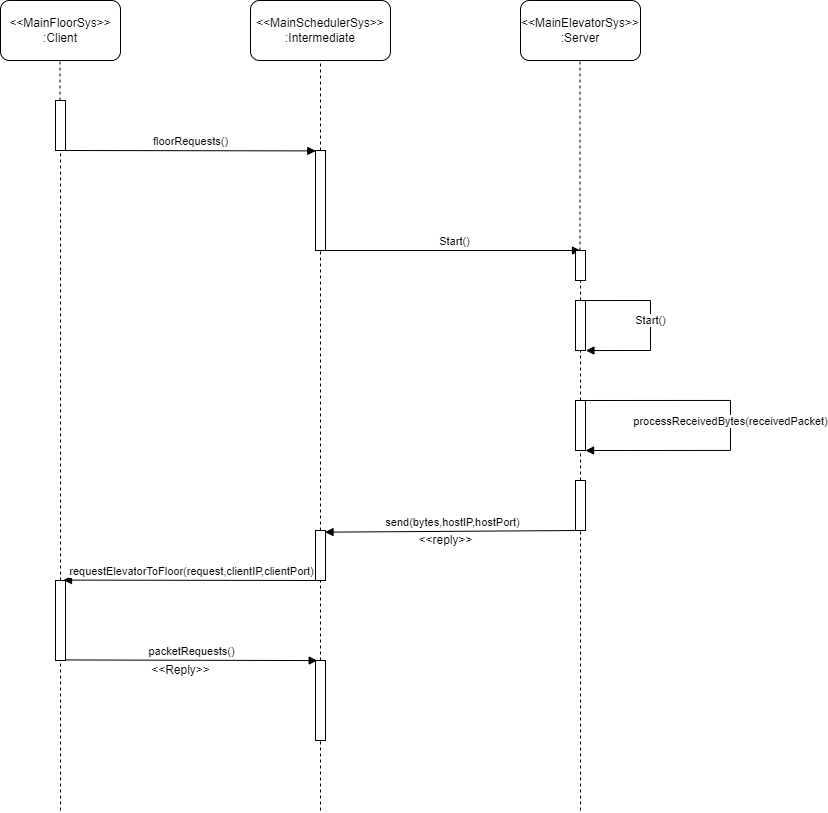 <<MainFloorSys>>
:Client
<<MainSchedulerSys>>
:Intermediate
<<MainElevatorSys>>
:Server
floorRequests()
Start()
Start()
processReceivedBytes(receivedPacket)
send(bytes,hostIP,hostPort)
<<reply>>
requestElevatorToFloor(request,clientIP,clientPort)
packetRequests()
<<Reply>>